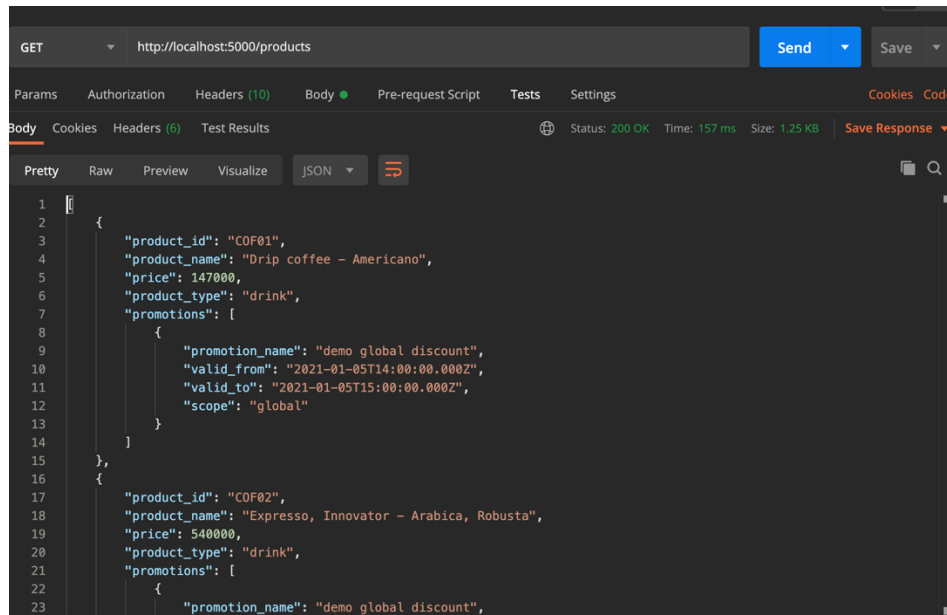 GET http://localhost:5000/products Send Save
Params Authorization Headers (10) Body Pre-request Script Tests Settings Cookies Cod
Body Cookies Headers (6) Test Results Status: 200 OK Time: 157 ms Size: 1.25 KB Save Response
Pretty Raw Preview Visualize JSON
1 [
2 {
3 "product_id": "COF01",
4 "product_name": "Drip coffee – Americano",
5 "price": 147000,
6 "product_type": "drink",
7 "promotions": [
8 {
9 "promotion_name": "demo global discount",
10 "valid_from": "2021-01-05T14:00:00.000Z",
11 "valid_to": "2021-01-05T15:00:00.000Z",
12 "scope": "global"
13 }
14 ]
15 },
16 {
17 "product_id": "COF02",
18 "product_name": "Expresso, Innovator – Arabica, Robusta",
19 "price": 540000,
20 "product_type": "drink",
21 "promotions": [
22 {
23 "promotion_name": "demo global discount",